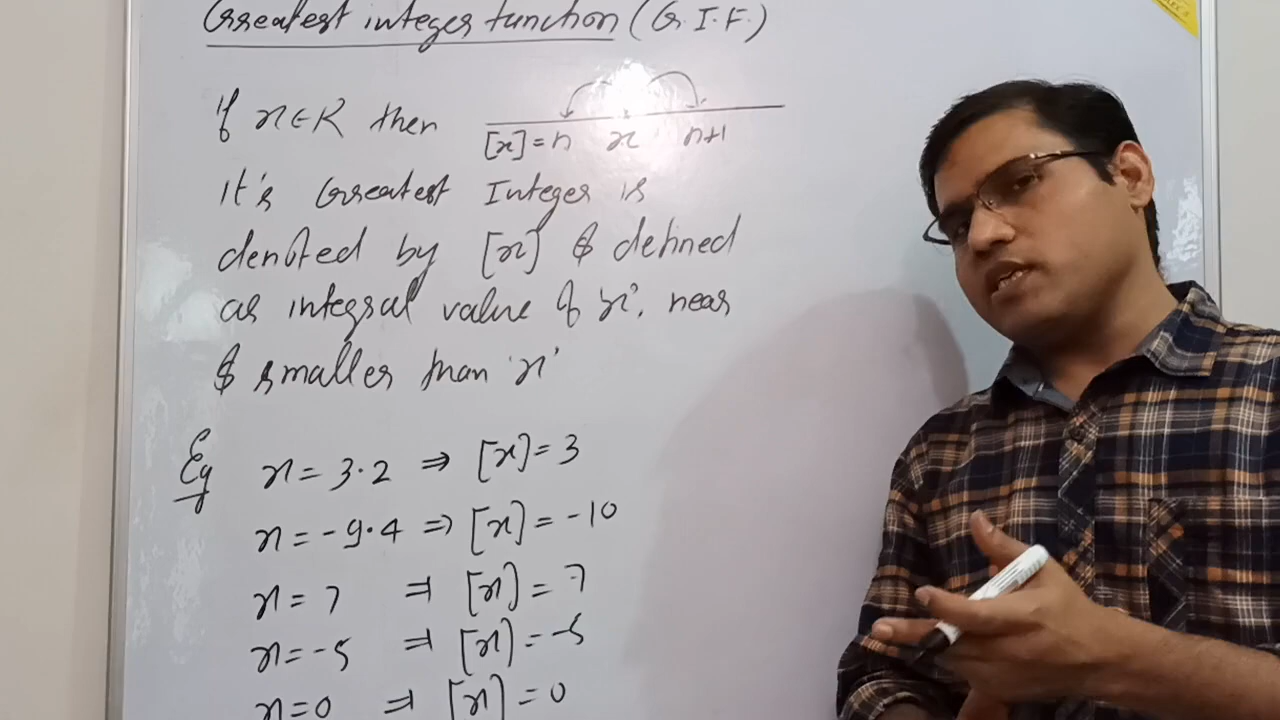 Greatest integer function (G.I.F.)
If x∈R then
[x]=n x n+1
It's Greatest Integer is
denoted by [x] & defined
as integral value of 'x', near
& smaller than 'x'
Eg x = 3.2 ⇒ [x] = 3
x = -9.4 ⇒ [x] = -10
x = 7 ⇒ [x] = 7
x = -5 ⇒ [x] = -5
x = 0 ⇒ [x] = 0